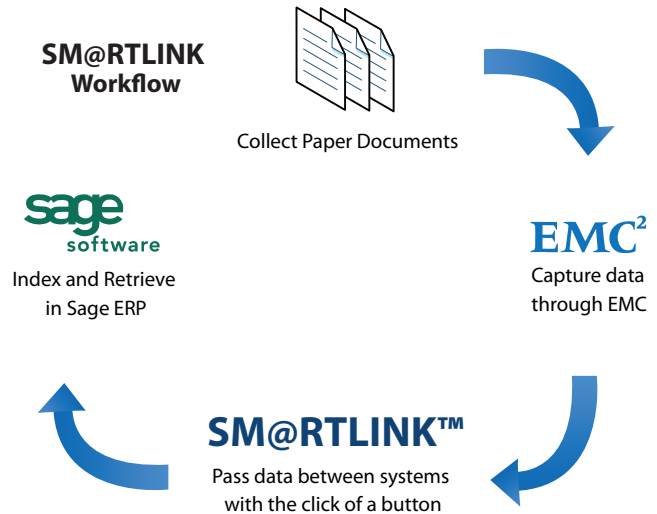 SM@RTLINK
Workflow
Collect Paper Documents
EMC²
Capture data
through EMC
SM@RTLINK™
Pass data between systems
with the click of a button
sage
software
Index and Retrieve
in Sage ERP